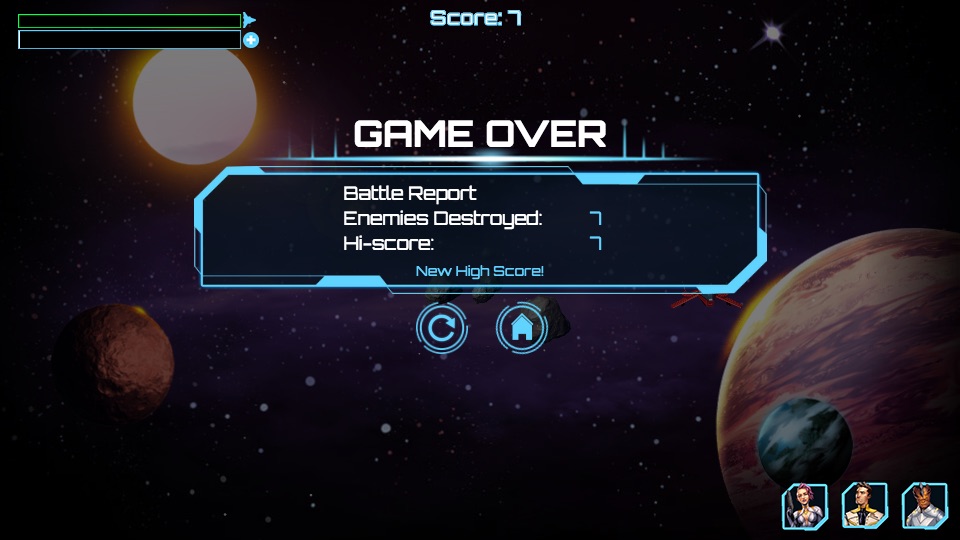 Score: 7
GAME OVER
Battle Report
Enemies Destroyed: 7
Hi-score: 7
New High Score!